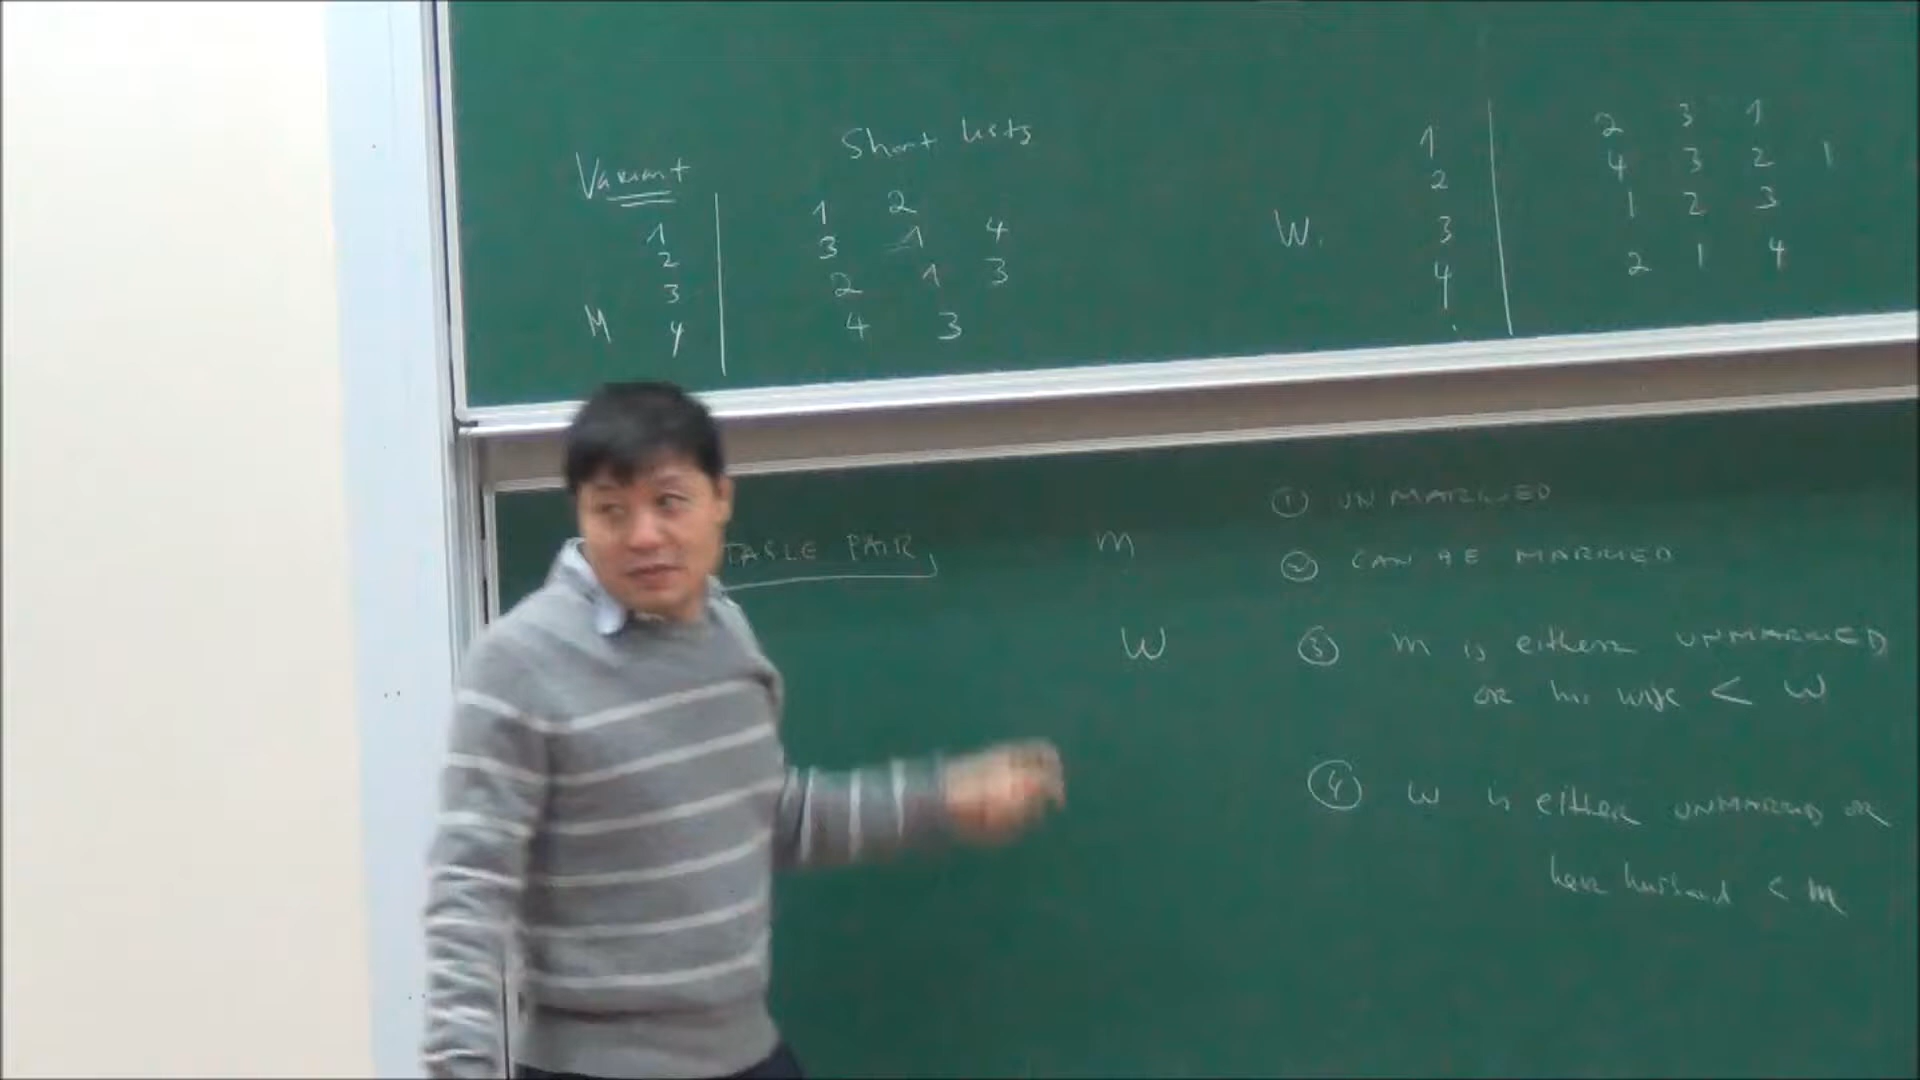 Variant Short lists
1 | 1 2
2 | 3 1 4
3 | 2 1 3
M 4 | 4 3
1 | 2 3 1
2 | 4 3 2 1
W. 3 | 1 2 3
4 | 2 1 4
TABLE PAIR
m
W
① UNMARRIED
② CAN BE MARRIED
③ m is either UNMARRIED
or his wife < W
④ W is either UNMARRIED OR
her husband < m